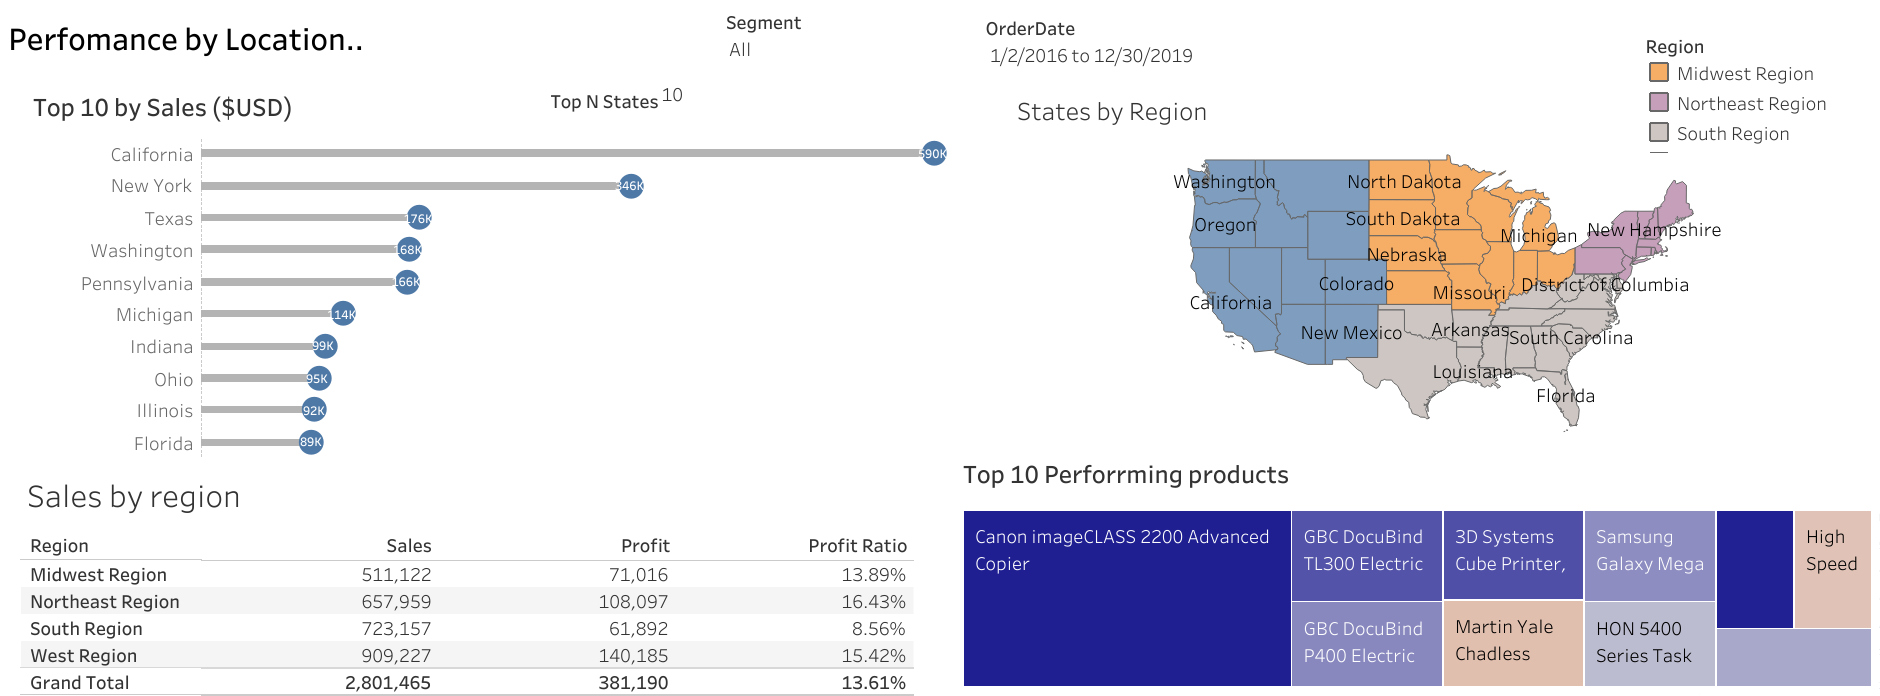 Perfomance by Location..
Segment
All
OrderDate
1/2/2016 to 12/30/2019
Region
Midwest Region
Northeast Region
South Region
Top 10 by Sales ($USD)
Top N States 10
California 590K
New York 346K
Texas 176K
Washington 168K
Pennsylvania 166K
Michigan 114K
Indiana 99K
Ohio 95K
Illinois 92K
Florida 89K
States by Region
Washington
North Dakota
Oregon
South Dakota
Michigan
New Hampshire
Nebraska
Colorado
Missouri
District of Columbia
California
New Mexico
Arkansas
South Carolina
Louisiana
Florida
Sales by region
Region Sales Profit Profit Ratio
Midwest Region 511,122 71,016 13.89%
Northeast Region 657,959 108,097 16.43%
South Region 723,157 61,892 8.56%
West Region 909,227 140,185 15.42%
Grand Total 2,801,465 381,190 13.61%
Top 10 Perforrming products
Canon imageCLASS 2200 Advanced
Copier
GBC DocuBind
TL300 Electric
3D Systems
Cube Printer,
Samsung
Galaxy Mega
High
Speed
GBC DocuBind
P400 Electric
Martin Yale
Chadless
HON 5400
Series Task